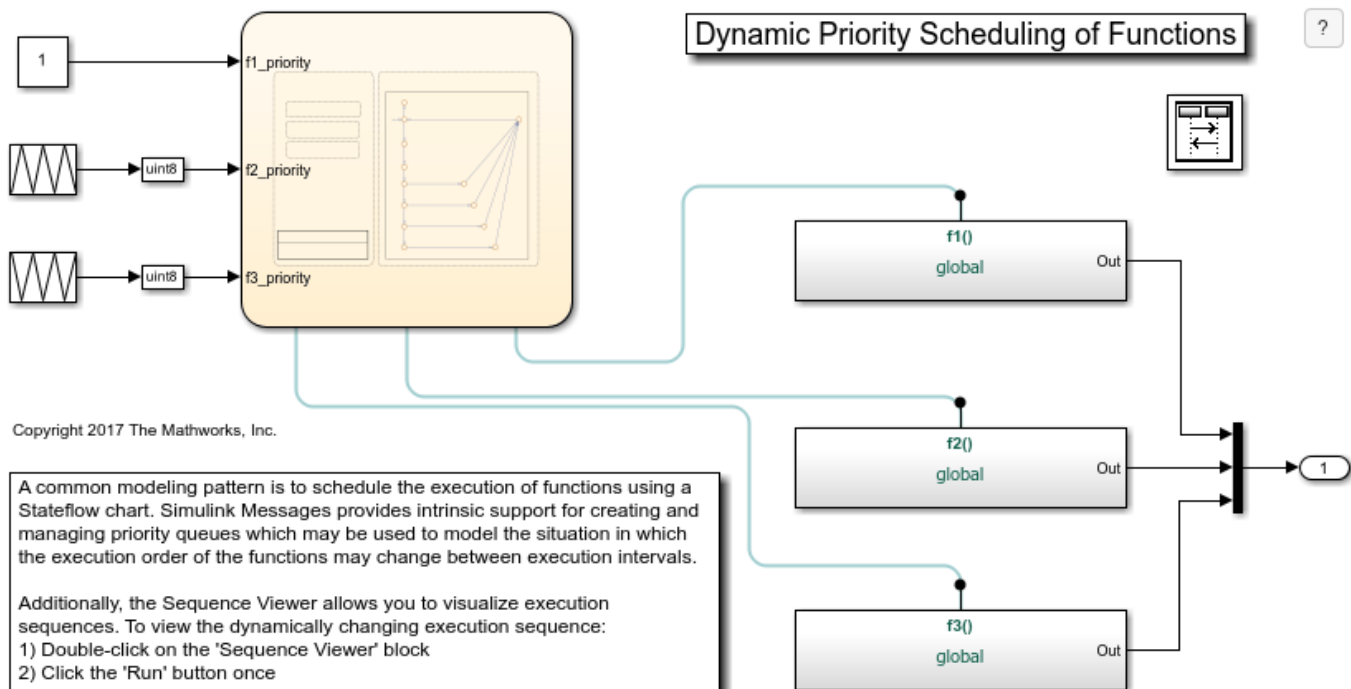 Dynamic Priority Scheduling of Functions
?
1
f1_priority
uint8
f2_priority
uint8
f3_priority
f1()
global
Out
f2()
global
Out
1
f3()
global
Out
Copyright 2017 The Mathworks, Inc.
A common modeling pattern is to schedule the execution of functions using a
Stateflow chart. Simulink Messages provides intrinsic support for creating and
managing priority queues which may be used to model the situation in which
the execution order of the functions may change between execution intervals.
Additionally, the Sequence Viewer allows you to visualize execution
sequences. To view the dynamically changing execution sequence:
1) Double-click on the 'Sequence Viewer' block
2) Click the 'Run' button once